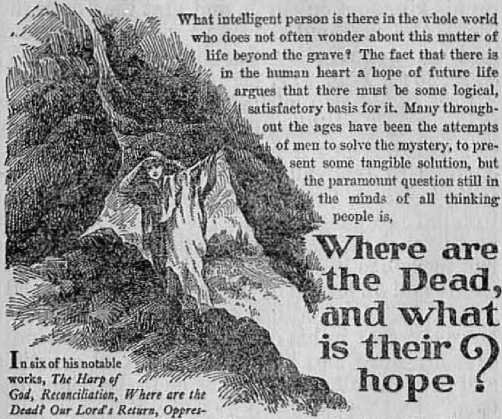 What intelligent person is there in the whole world
who does not often wonder about this matter of
life beyond the grave? The fact that there is
in the human heart a hope of future life
argues that there must be some logical,
satisfactory basis for it. Many through-
out the ages have been the attempts
of men to solve the mystery, to pre-
sent some tangible solution, but
the paramount question still in
the minds of all thinking
people is,
Where are
the Dead,
and what
is their
hope?
In six of his notable
works, The Harp of
God, Reconciliation, Where are the
Dead? Our Lord's Return, Oppres-